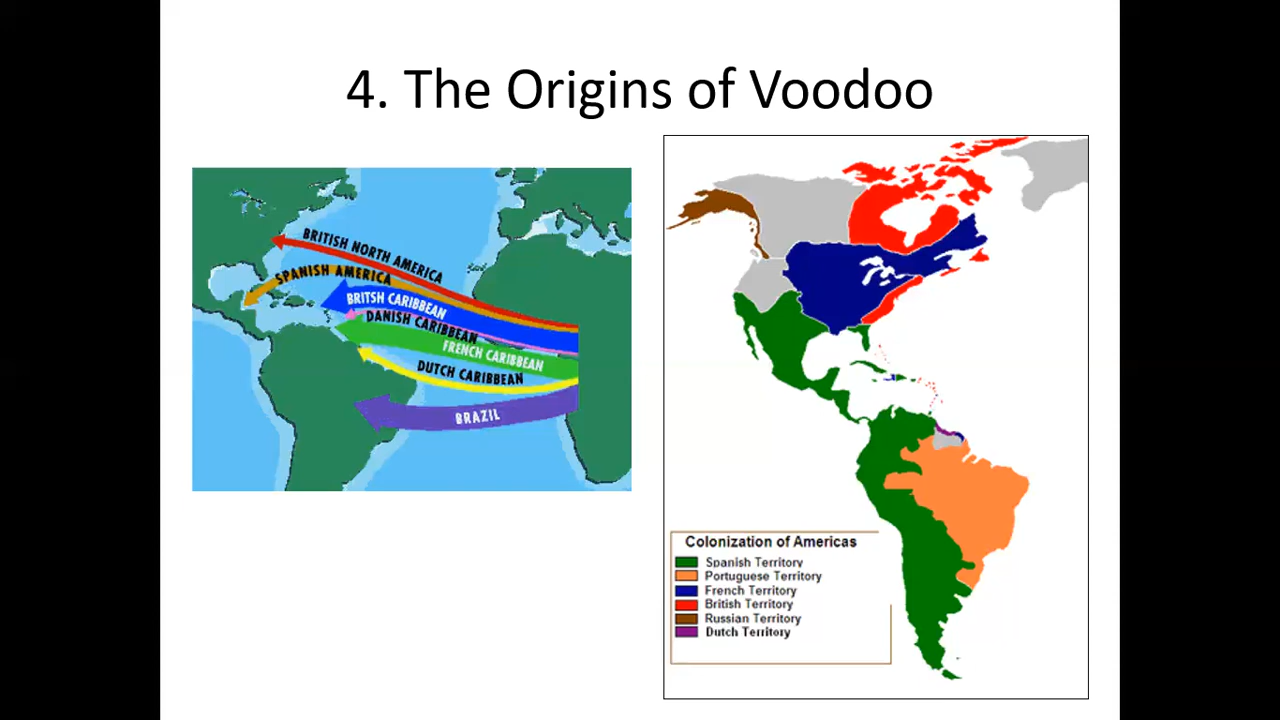 4. The Origins of Voodoo
BRITISH NORTH AMERICA
SPANISH AMERICA
BRITSH CARIBBEAN
DANISH CARIBBEAN
FRENCH CARIBBEAN
DUTCH CARIBBEAN
BRAZIL
Colonization of Americas
Spanish Territory
Portuguese Territory
French Territory
British Territory
Russian Territory
Dutch Territory